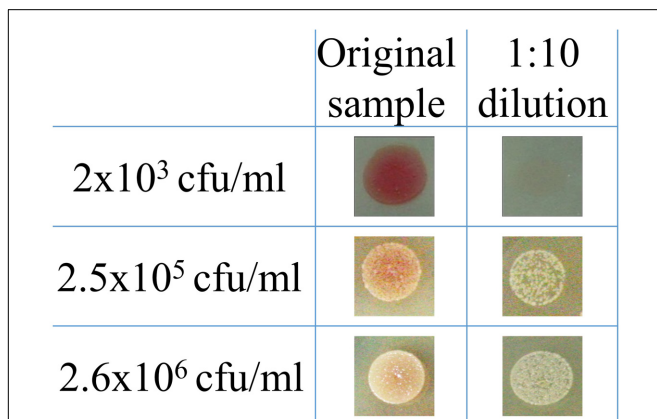 Original sample
1:10 dilution
2x10³ cfu/ml
2.5x10⁵ cfu/ml
2.6x10⁶ cfu/ml